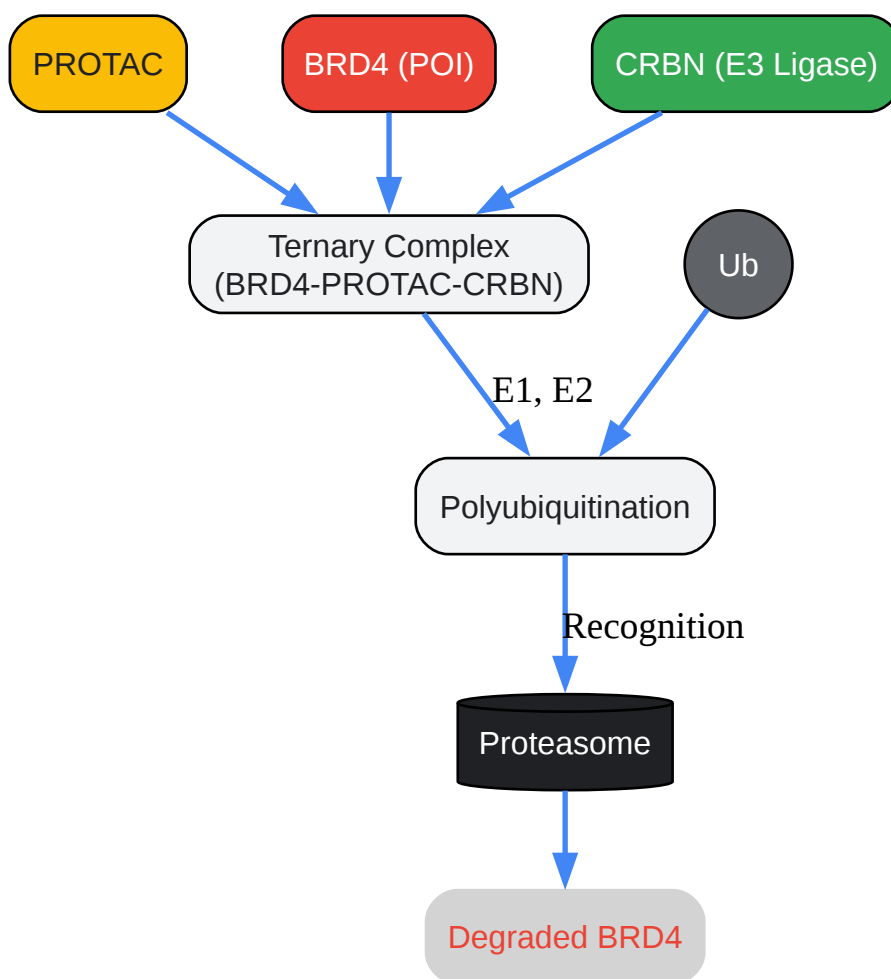 PROTAC
BRD4 (POI)
CRBN (E3 Ligase)
Ternary Complex
(BRD4-PROTAC-CRBN)
Ub
E1, E2
Polyubiquitination
Recognition
Proteasome
Degraded BRD4